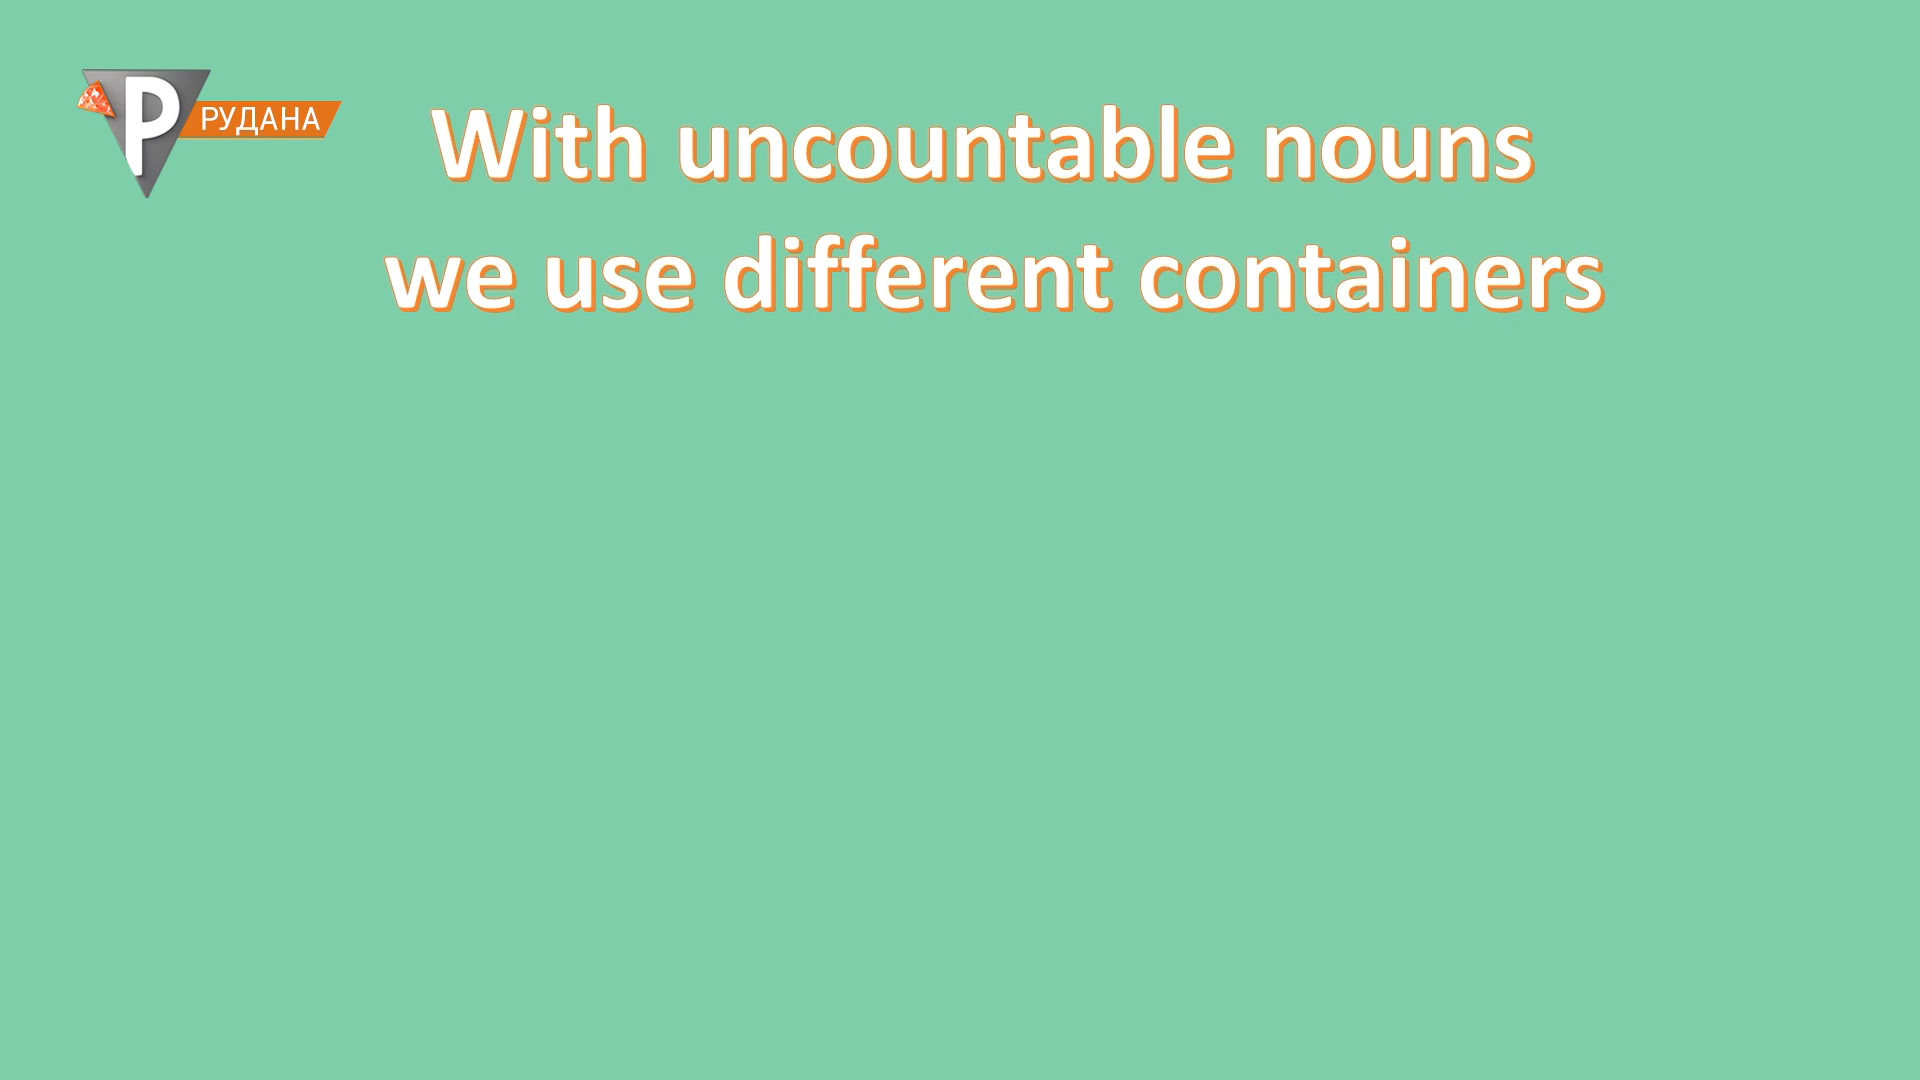 РУДАНА
With uncountable nouns
we use different containers